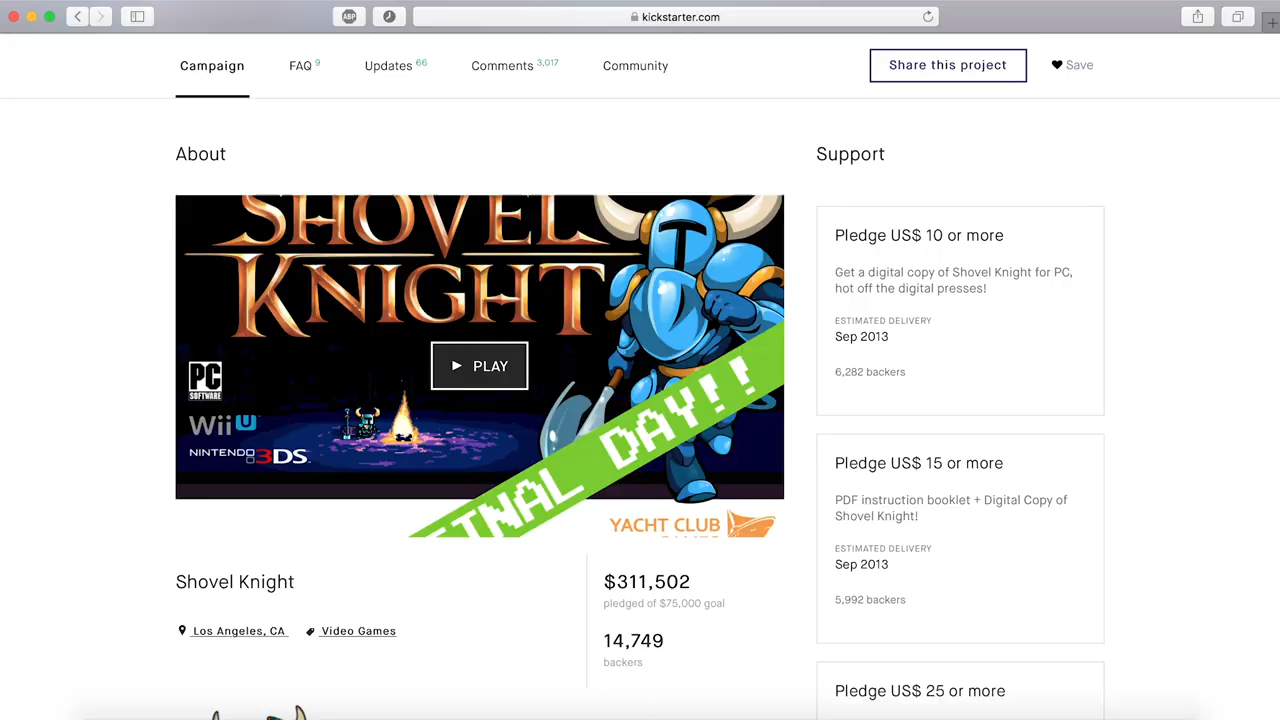 ABP
kickstarter.com
Campaign
FAQ 9
Updates 66
Comments 3,017
Community
Share this project
Save
About
Support
SHOVEL
KNIGHT
PLAY
PC
SOFTWARE
Wii U
NINTENDO 3DS
FINAL DAY!!
YACHT CLUB
GAMES
Shovel Knight
Los Angeles, CA
Video Games
$311,502
pledged of $75,000 goal
14,749
backers
Pledge US$ 10 or more
Get a digital copy of Shovel Knight for PC,
hot off the digital presses!
ESTIMATED DELIVERY
Sep 2013
6,282 backers
Pledge US$ 15 or more
PDF instruction booklet + Digital Copy of
Shovel Knight!
ESTIMATED DELIVERY
Sep 2013
5,992 backers
Pledge US$ 25 or more